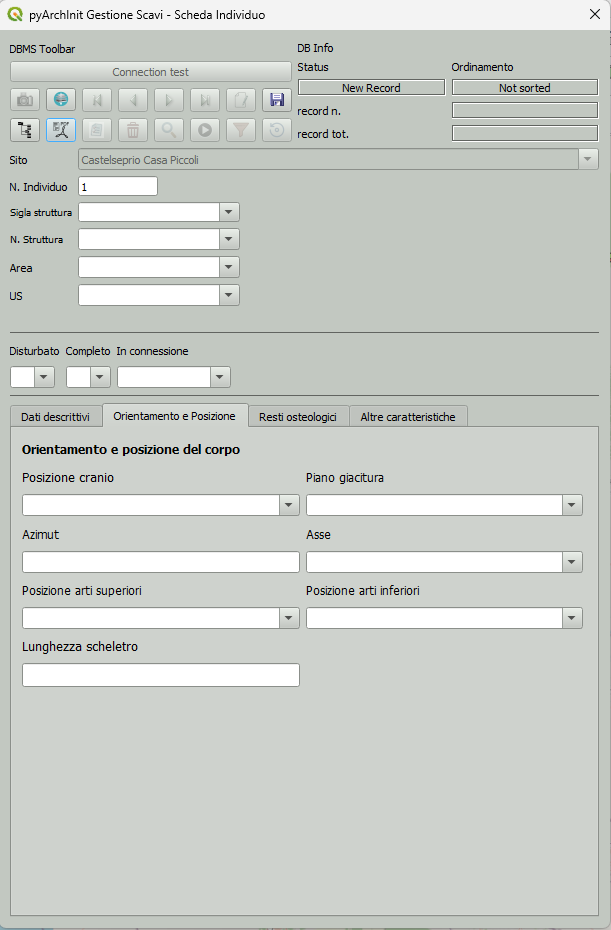 pyArchInit Gestione Scavi - Scheda Individuo
DBMS Toolbar
DB Info
Connection test
Status
Ordinamento
New Record
Not sorted
record n.
record tot.
Sito
Castelseprio Casa Piccoli
N. Individuo
1
Sigla struttura
N. Struttura
Area
US
Disturbato
Completo
In connessione
Dati descrittivi
Orientamento e Posizione
Resti osteologici
Altre caratteristiche
Orientamento e posizione del corpo
Posizione cranio
Piano giacitura
Azimut
Asse
Posizione arti superiori
Posizione arti inferiori
Lunghezza scheletro